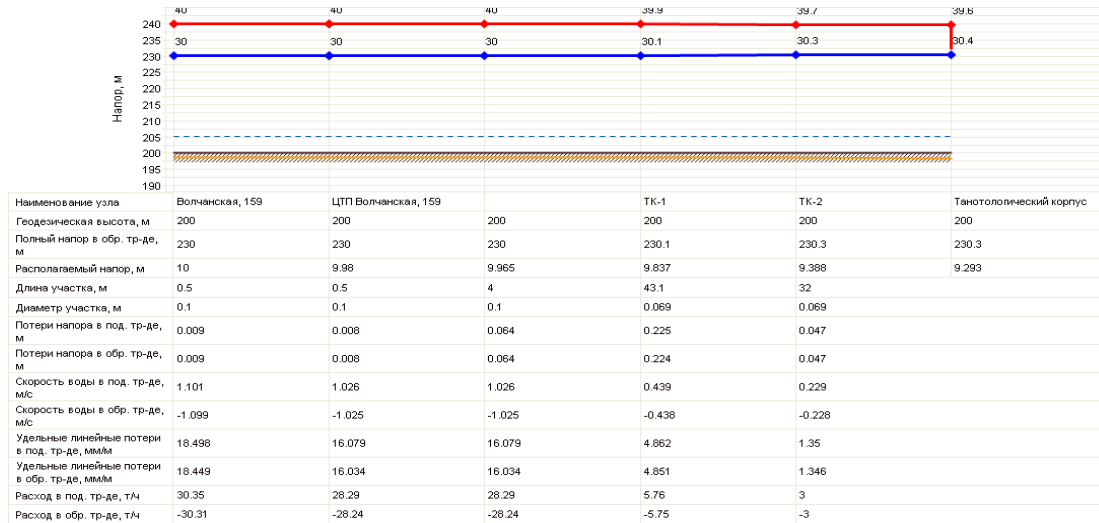 40 40 40 39.9 39.7 39.6
240
235
30 30 30 30.1 30.3 30.4
230
225
220
215
210
205
200
195
190
Напор, м
Наименование узла Волчанская, 159 ЦТП Волчанская, 159 ТК-1 ТК-2 Танотологический корпус
Геодезическая высота, м 200 200 200 200 200 200
Полный напор в обр. тр-де,
м 230 230 230 230.1 230.3 230.3
Располагаемый напор, м 10 9.98 9.965 9.837 9.388 9.293
Длина участка, м 0.5 0.5 4 43.1 32
Диаметр участка, м 0.1 0.1 0.1 0.069 0.069
Потери напора в под. тр-де,
м 0.009 0.008 0.064 0.225 0.047
Потери напора в обр. тр-де,
м 0.009 0.008 0.064 0.224 0.047
Скорость воды в под. тр-де,
м/с 1.101 1.026 1.026 0.439 0.229
Скорость воды в обр. тр-де,
м/с -1.099 -1.025 -1.025 -0.438 -0.228
Удельные линейные потери
в под. тр-де, мм/м 18.498 16.079 16.079 4.862 1.35
Удельные линейные потери
в обр. тр-де, мм/м 18.449 16.034 16.034 4.851 1.346
Расход в под. тр-де, т/ч 30.35 28.29 28.29 5.76 3
Расход в обр. тр-де, т/ч -30.31 -28.24 -28.24 -5.75 -3